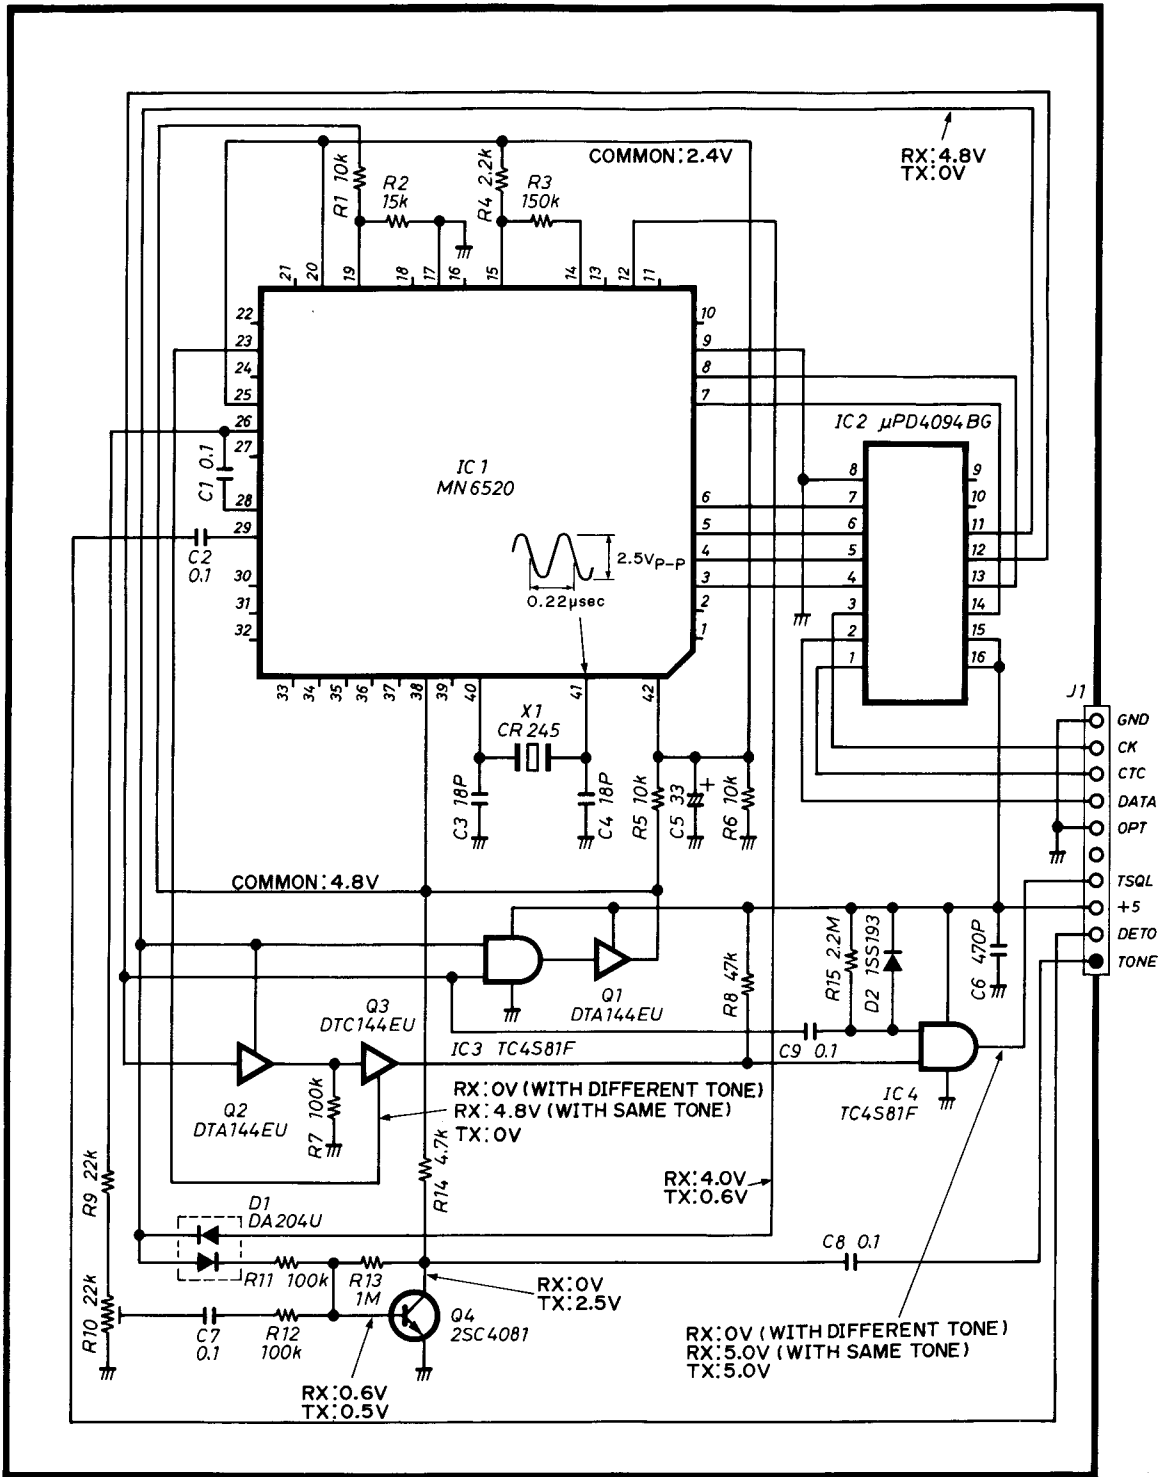 COMMON:2.4V
RX:4.8V
TX:0V
R1 10k
R2
15k
R4 2.2k
R3
150k
21
20
19
18
17
16
15
14
13
12
11
22
23
24
25
26
27
28
29
30
31
32
10
9
8
7
6
5
4
3
2
1
IC1
MN6520
2.5VP-P
0.22µsec
C1 0.1
C2
0.1
IC2 µPD4094BG
8
7
6
5
4
3
2
1
9
10
11
12
13
14
15
16
33
34
35
36
37
38
39
40
41
42
X1
CR245
C3 18P
C4 18P
R5 10k
C5 33
+
R6 10k
J1
GND
CK
CTC
DATA
OPT
TSQL
+5
DETO
TONE
COMMON:4.8V
Q1
DTA144EU
IC3 TC4S81F
R8 47k
R15 2.2M
D2 1SS193
C6 470P
C9 0.1
IC4
TC4S81F
Q3
DTC144EU
Q2
DTA144EU
R7 100k
RX:0V (WITH DIFFERENT TONE)
RX:4.8V (WITH SAME TONE)
TX:0V
R14 4.7k
RX:4.0V
TX:0.6V
R9 22k
D1
DA204U
R11 100k
R13
1M
C8 0.1
R10 22k
C7
0.1
R12
100k
Q4
2SC4081
RX:0V
TX:2.5V
RX:0.6V
TX:0.5V
RX:0V (WITH DIFFERENT TONE)
RX:5.0V (WITH SAME TONE)
TX:5.0V